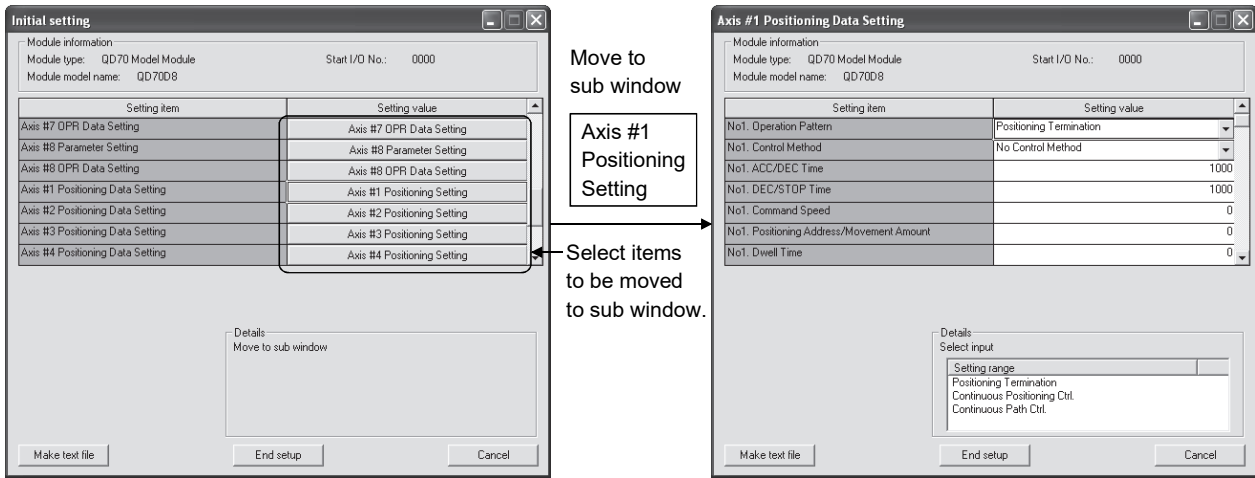 Initial setting
Module information
Module type: QD70 Model Module Start I/O No.: 0000
Module model name: QD70D8
Setting item Setting value
Axis #7 OPR Data Setting Axis #7 OPR Data Setting
Axis #8 Parameter Setting Axis #8 Parameter Setting
Axis #8 OPR Data Setting Axis #8 OPR Data Setting
Axis #1 Positioning Data Setting Axis #1 Positioning Setting
Axis #2 Positioning Data Setting Axis #2 Positioning Setting
Axis #3 Positioning Data Setting Axis #3 Positioning Setting
Axis #4 Positioning Data Setting Axis #4 Positioning Setting
Details
Move to sub window
Make text file End setup Cancel
Move to
sub window
Axis #1
Positioning
Setting
Select items
to be moved
to sub window.
Axis #1 Positioning Data Setting
Module information
Module type: QD70 Model Module Start I/O No.: 0000
Module model name: QD70D8
Setting item Setting value
No1. Operation Pattern Positioning Termination
No1. Control Method No Control Method
No1. ACC/DEC Time 1000
No1. DEC/STOP Time 1000
No1. Command Speed 0
No1. Positioning Address/Movement Amount 0
No1. Dwell Time 0
Details
Select input
Setting range
Positioning Termination
Continuous Positioning Ctrl.
Continuous Path Ctrl.
Make text file End setup Cancel